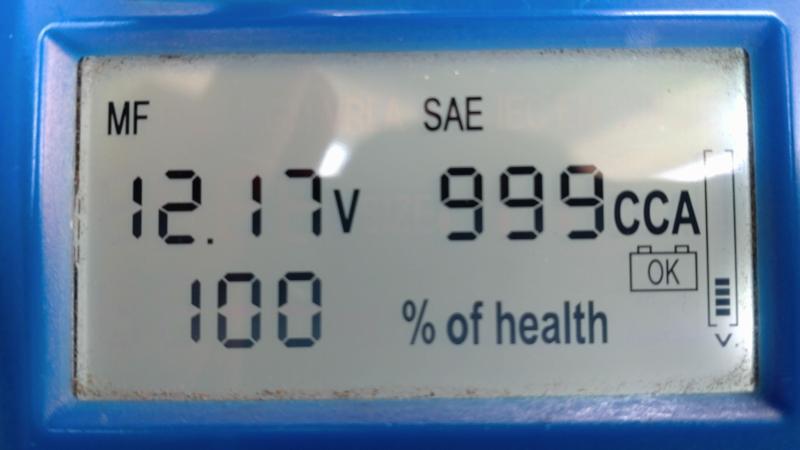 MF SAE
12.17V 999CCA
OK
100 % of health
V.